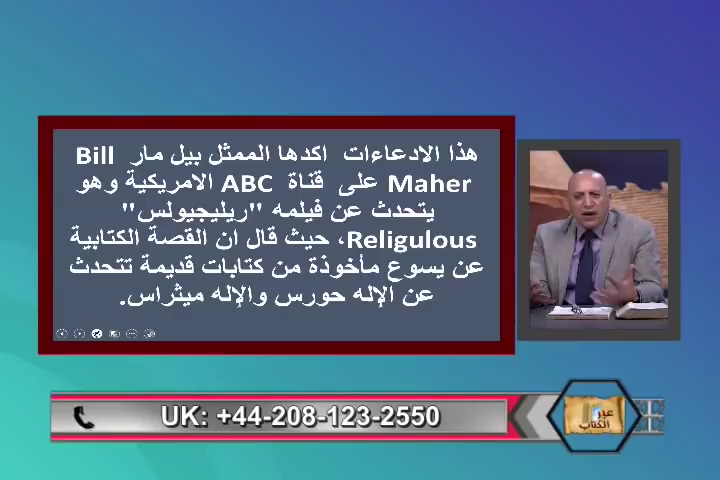 هذا الادعاءات اكدها الممثل بيل مار Bill
Maher على قناة ABC الامريكية وهو
يتحدث عن فيلمه "ريليجيولس"
Religulous، حيث قال ان القصة الكتابية
عن يسوع مأخوذة من كتابات قديمة تتحدث
عن الإله حورس والإله ميثراس.
UK: +44-208-123-2550
عبر
الكتاب